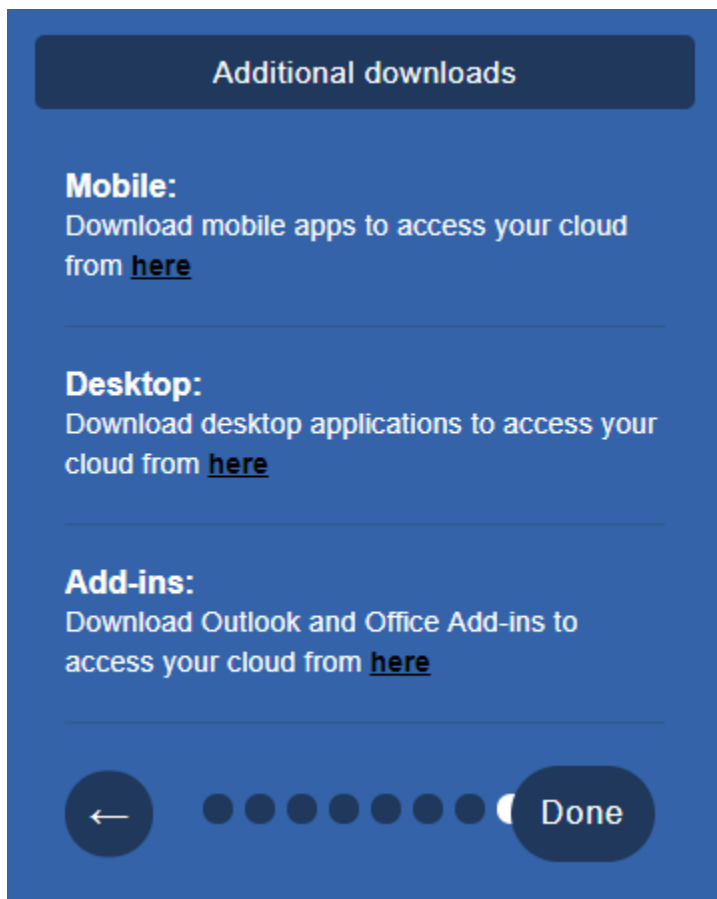 Additional downloads
Mobile:
Download mobile apps to access your cloud
from here
Desktop:
Download desktop applications to access your
cloud from here
Add-ins:
Download Outlook and Office Add-ins to
access your cloud from here
← Done